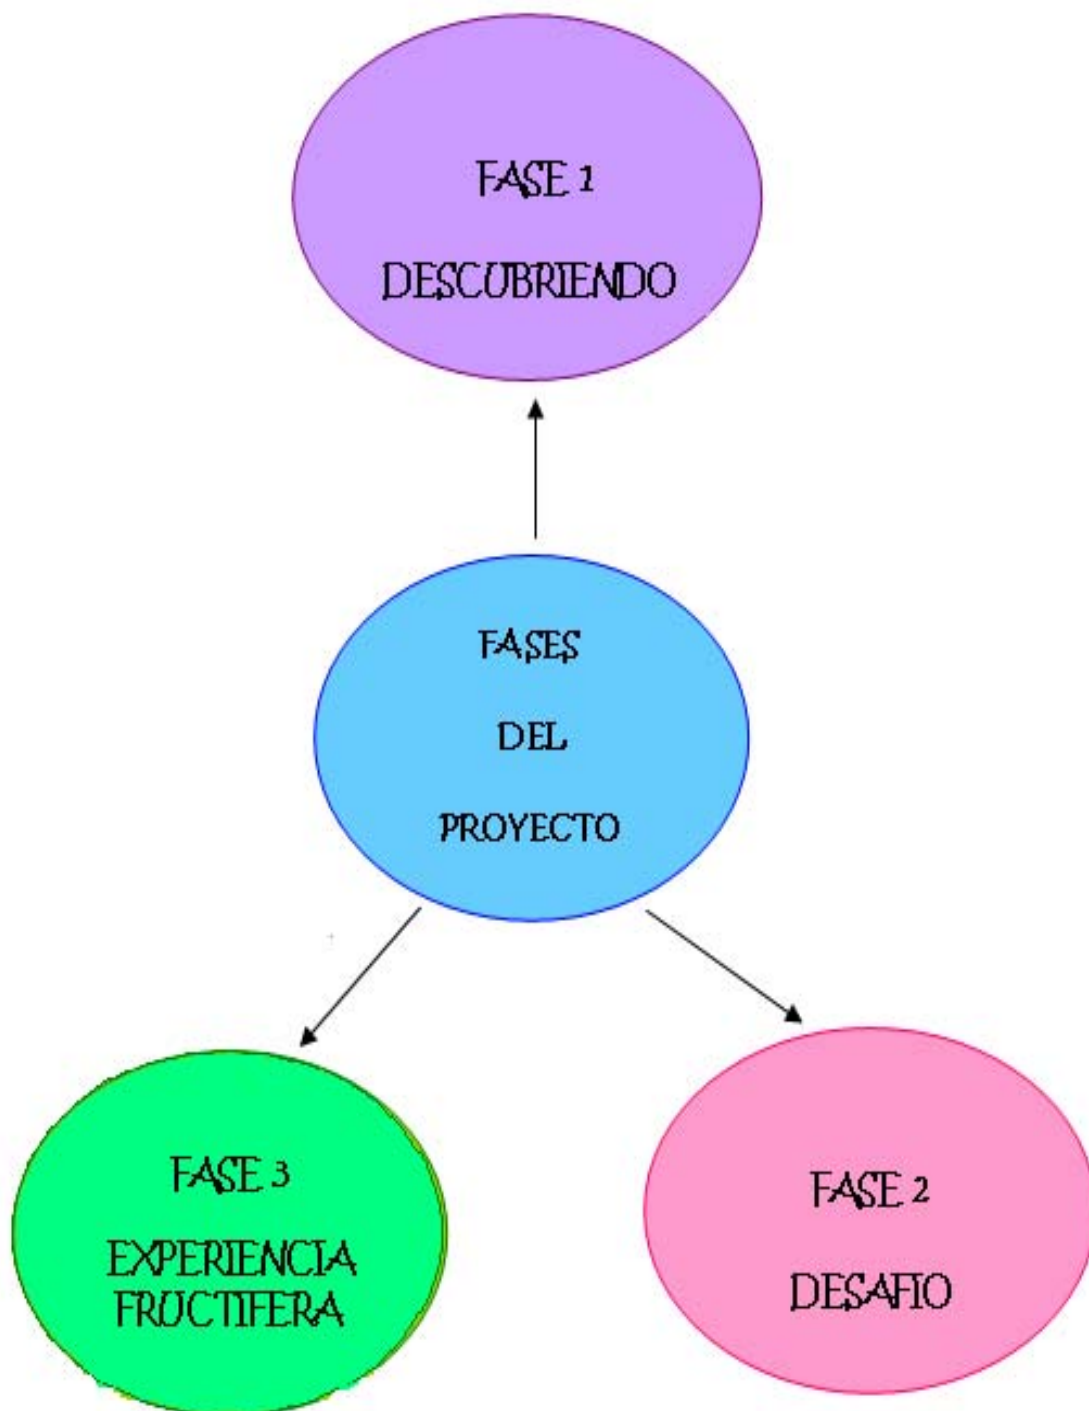 FASE 1
DESCUBRIENDO
FASES
DEL
PROYECTO
FASE 3
EXPERIENCIA
FRUCTIFERA
FASE 2
DESAFIO